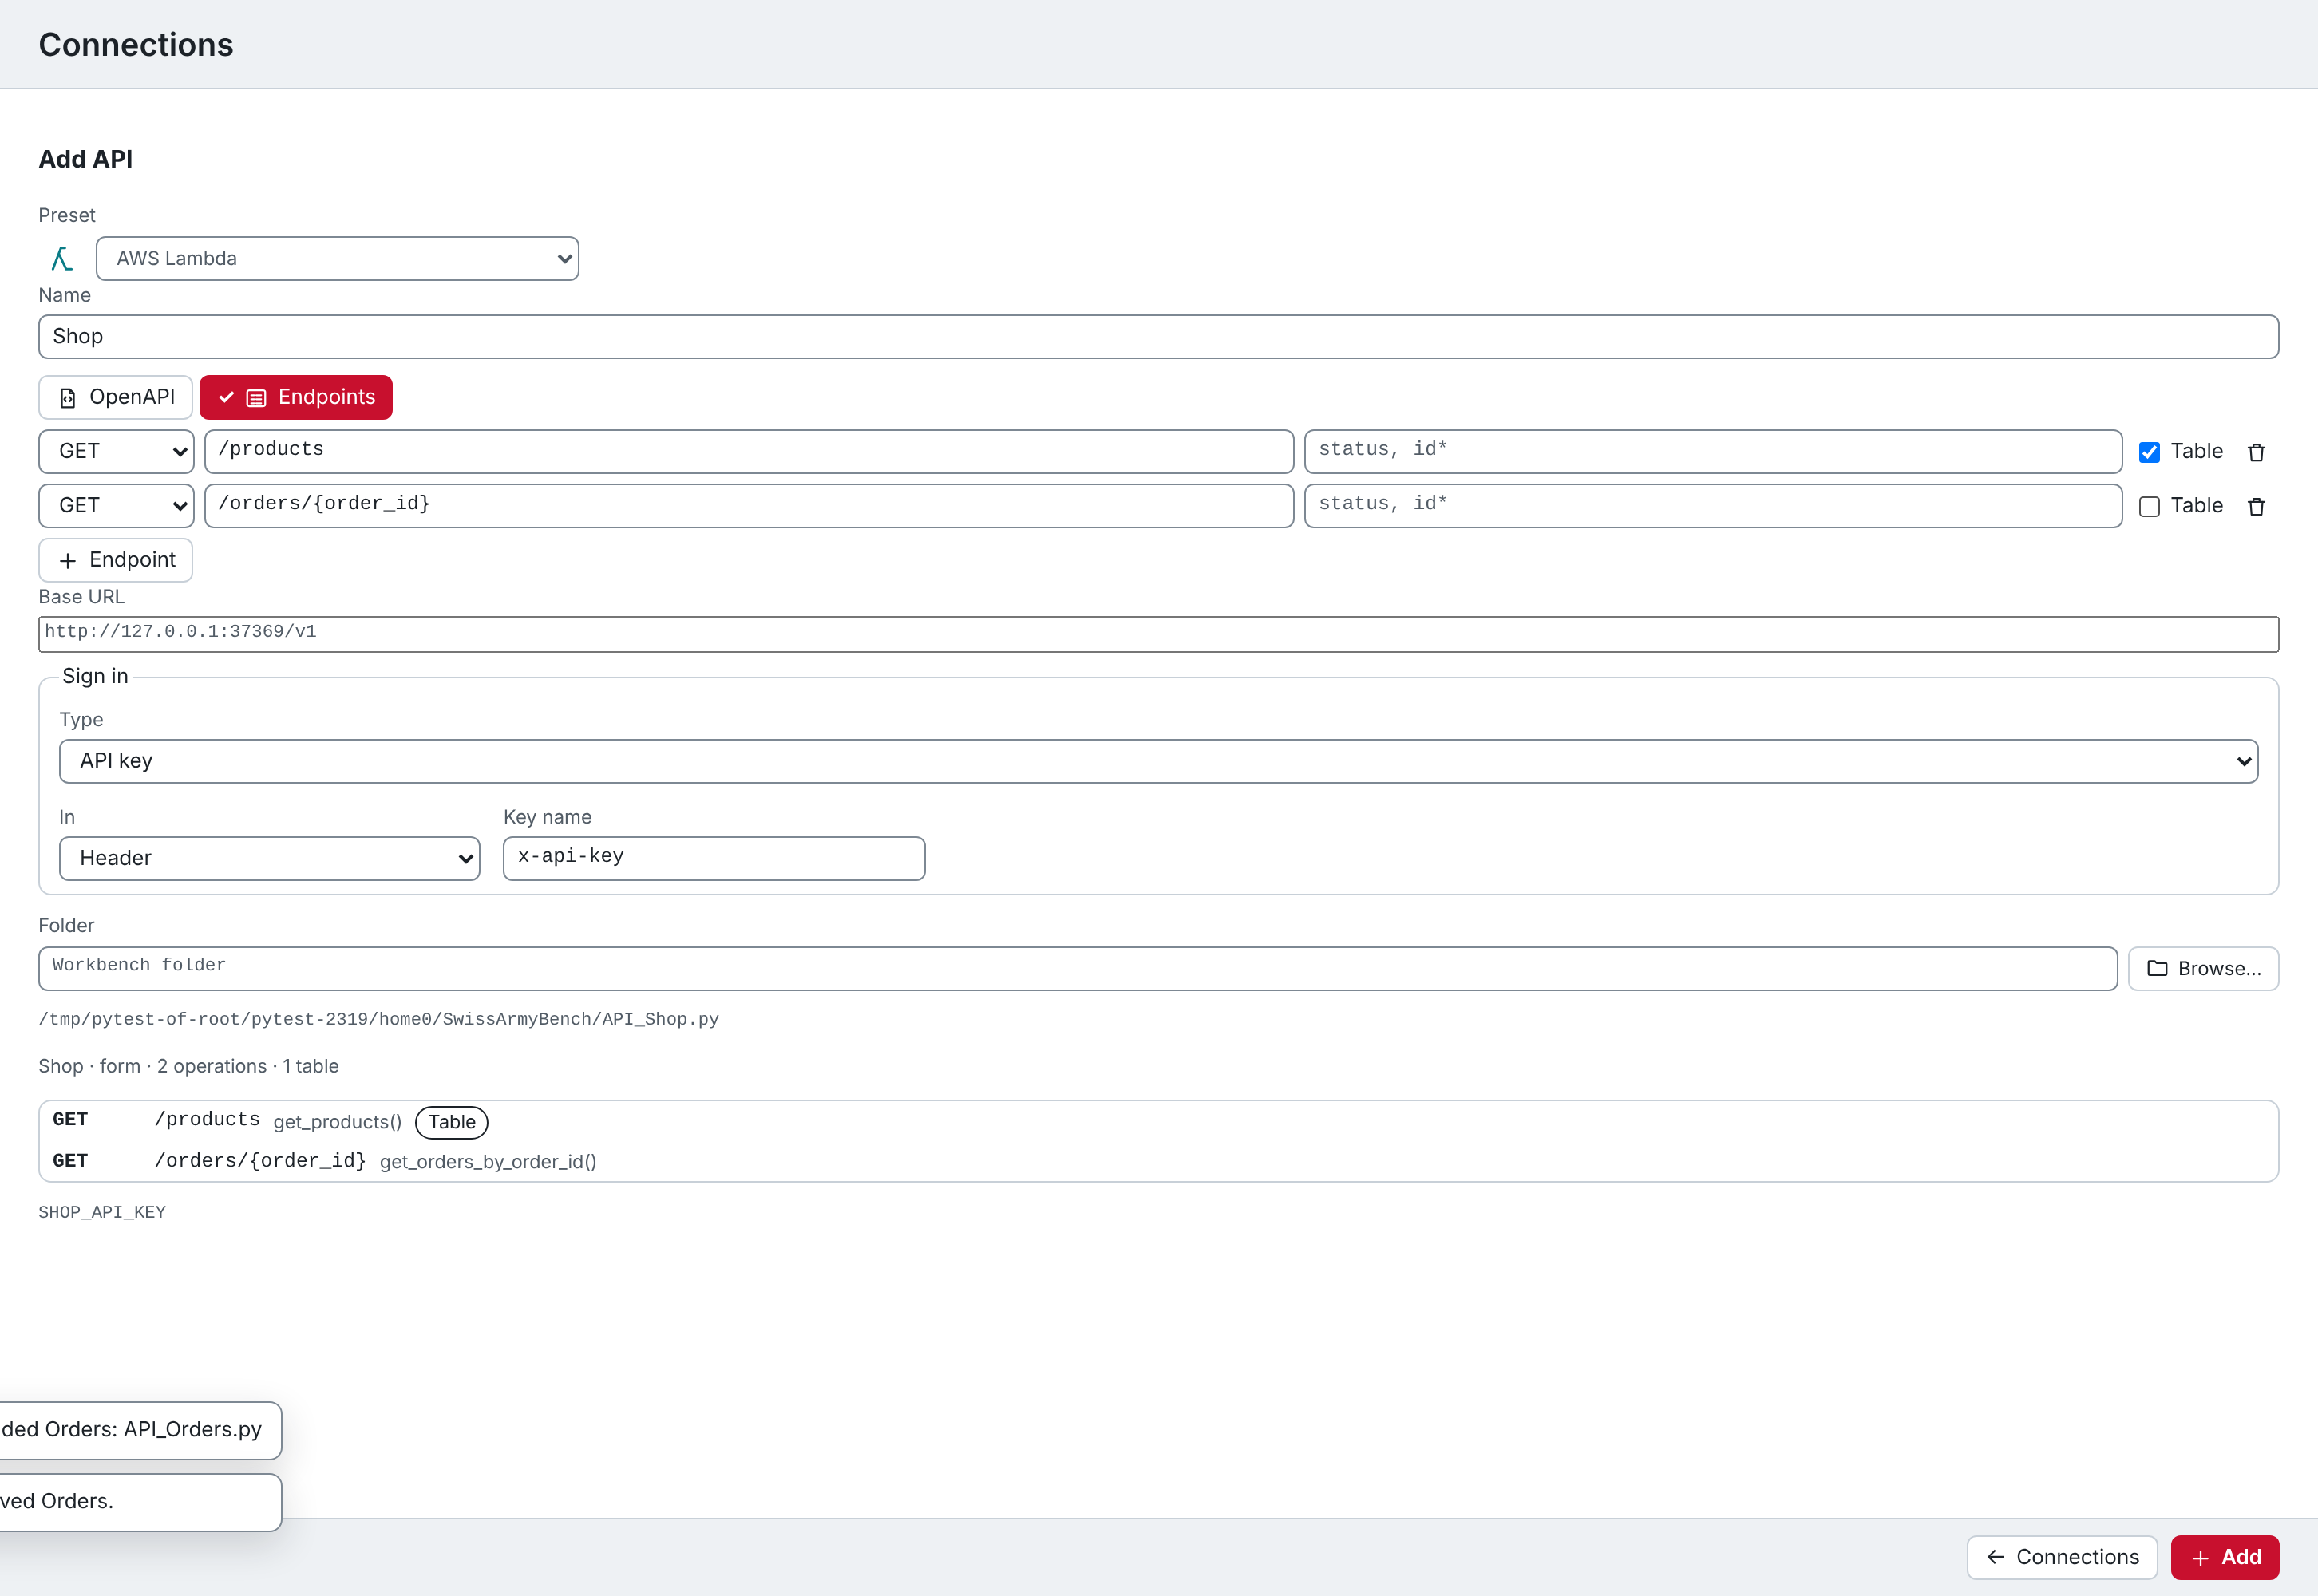 Connections
Add API
Preset
AWS Lambda
Name
Shop
OpenAPI Endpoints
GET /products status, id* Table
GET /orders/{order_id} status, id* Table
Endpoint
Base URL
http://127.0.0.1:37369/v1
Sign in
Type
API key
In Key name
Header x-api-key
Folder
Workbench folder Browse...
/tmp/pytest-of-root/pytest-2319/home0/SwissArmyBench/API_Shop.py
Shop · form · 2 operations · 1 table
GET /products get_products() Table
GET /orders/{order_id} get_orders_by_order_id()
SHOP_API_KEY
ded Orders: API_Orders.py
ved Orders.
Connections Add